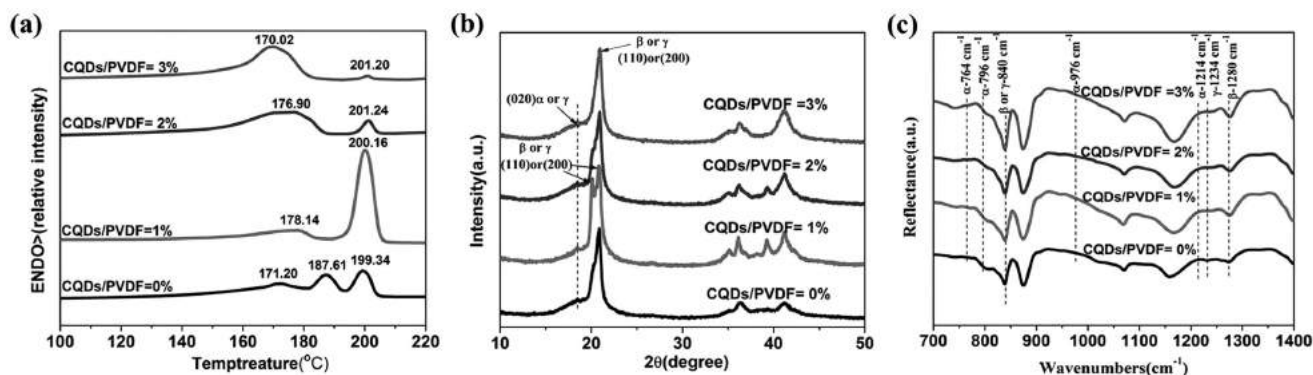 (a)
170.02
CQDs/PVDF= 3%
201.20
176.90
201.24
CQDs/PVDF= 2%
200.16
178.14
CQDs/PVDF=1%
171.20
187.61
199.34
CQDs/PVDF=0%
ENDO>(relative intensity)
100 120 140 160 180 200 220
Temptreature(°C)
(b)
β or γ
(110)or(200)
(020)α or γ
CQDs/PVDF =3%
β or γ
(110)or(200)
CQDs/PVDF= 2%
CQDs/PVDF= 1%
CQDs/PVDF= 0%
Intensity(a.u.)
10 20 30 40 50
2θ(degree)
(c)
α-764 cm⁻¹
α-796 cm⁻¹
β or γ-840 cm⁻¹
α-976 cm⁻¹
α-1214 cm⁻¹
γ-1234 cm⁻¹
β-1280 cm⁻¹
CQDs/PVDF =3%
CQDs/PVDF= 2%
CQDs/PVDF= 1%
CQDs/PVDF= 0%
Reflectance(a.u.)
700 800 900 1000 1100 1200 1300 1400
Wavenumbers(cm⁻¹)